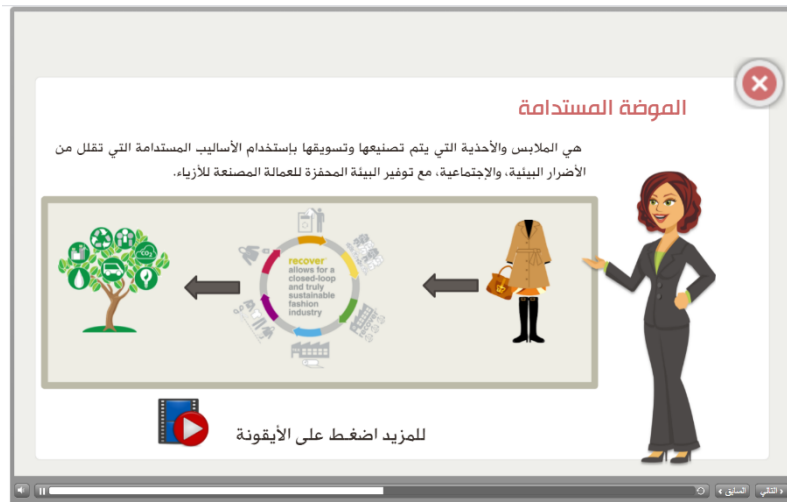 الموضة المستدامة
هي الملابس والأحذية التي يتم تصنيعها وتسويقها بإستخدام الأساليب المستدامة التي تقلل من
الأضرار البيئية، والإجتماعية، مع توفير البيئة المحفزة للعمالة المصنعة للأزياء.
recover
allows for a
closed-loop
and truly
sustainable
fashion
industry
CO2
للمزيد اضغط على الأيقونة
التالي
السابق